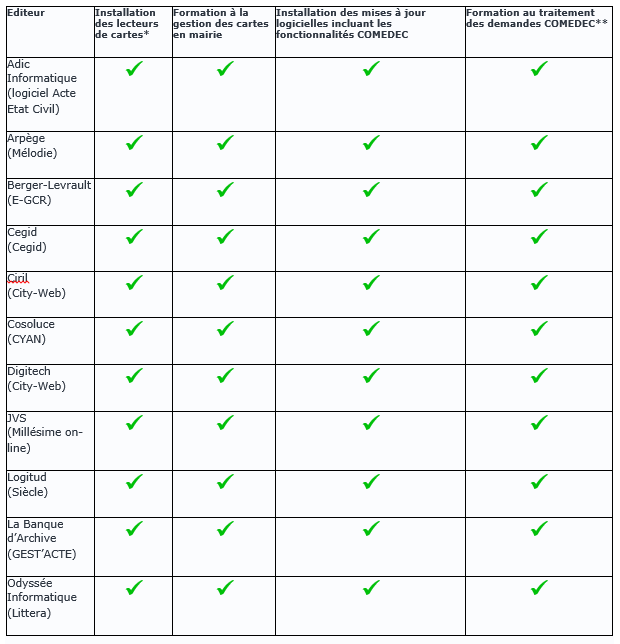 Editeur
Installation
des lecteurs
de cartes*
Formation à la
gestion des cartes
en mairie
Installation des mises à jour
logicielles incluant les
fonctionnalités COMEDEC
Formation au traitement
des demandes COMEDEC**
Adic
Informatique
(logiciel Acte
Etat Civil)
Arpège
(Mélodie)
Berger-Levrault
(E-GCR)
Cegid
(Cegid)
Ciril
(City-Web)
Cosoluce
(CYAN)
Digitech
(City-Web)
JVS
(Millésime on-
line)
Logitud
(Siècle)
La Banque
d’Archive
(GEST’ACTE)
Odyssée
Informatique
(Littera)